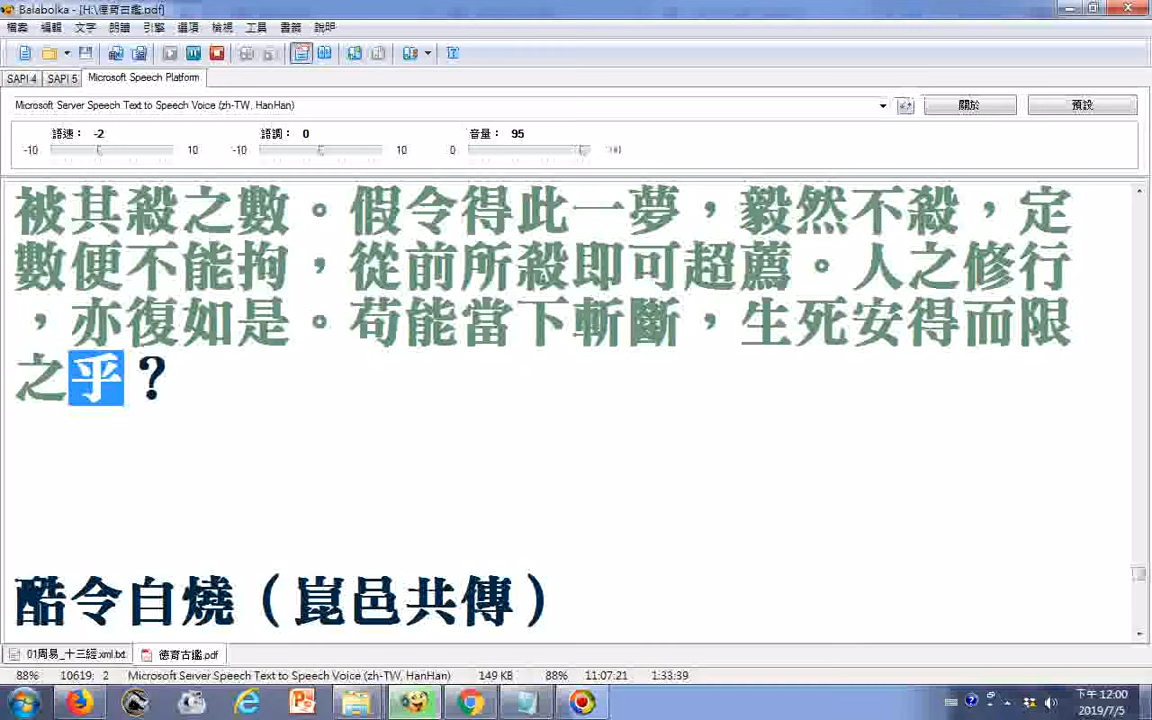 Balabolka - [H:\德育古鑑.pdf]
檔案 編輯 文字 朗讀 引擎 選項 檢視 工具 書籤 說明
SAPI 4 SAPI 5 Microsoft Speech Platform
Microsoft Server Speech Text to Speech Voice (zh-TW, HanHan) 關於 預設
語速： -2 語調： 0 音量： 95
-10 10 -10 10 0
被其殺之數。假令得此一夢，毅然不殺，定
數便不能拘，從前所殺即可超薦。人之修行
，亦復如是。苟能當下斬斷，生死安得而限
之乎？
酷令自燒（崑邑共傳）
01周易_十三經.xml.txt 德育古鑑.pdf
88% 10619: 2 Microsoft Server Speech Text to Speech Voice (zh-TW, HanHan) 149 KB 88% 11:07:21 1:33:39
下午 12:00
2019/7/5